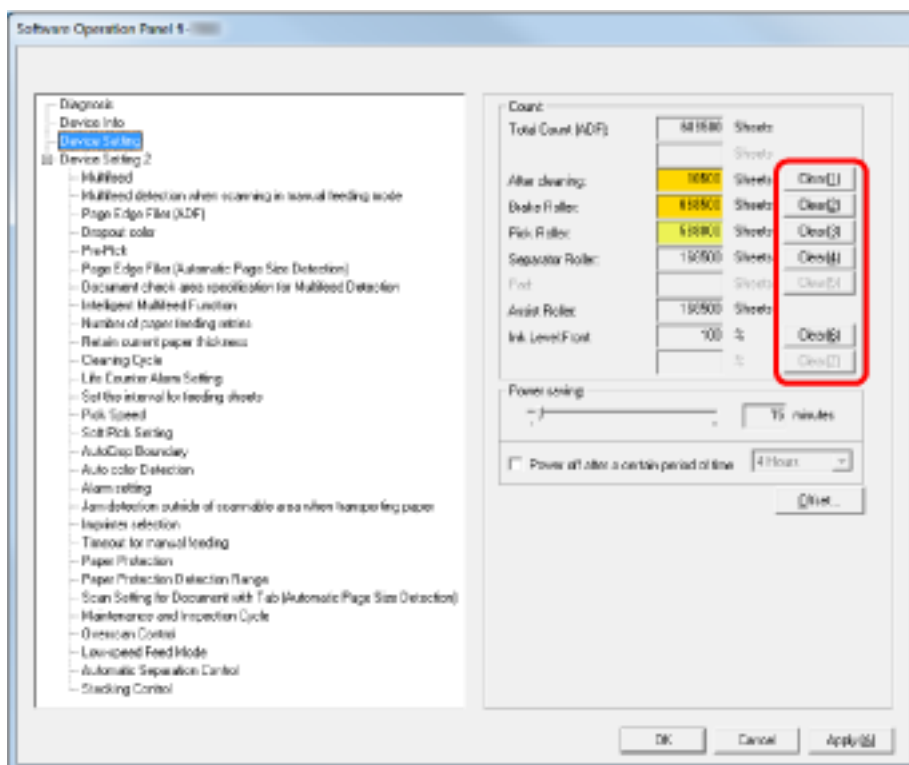 Software Operation Panel
Diagnosis
Device Info
Device Setting
Device Setting 2
Multifeed
Multifeed detection when scanning in manual feeding mode
Page Edge Filler (ADF)
Dropout color
Pre-Pick
Page Edge Filler (Automatic Page Size Detection)
Document check area specification for Multifeed Detection
Intelligent Multifeed Function
Number of paper feeding retries
Retain current paper thickness
Cleaning Cycle
Life Counter Alarm Setting
Set the interval for feeding sheets
Pick Speed
Soft Pick Setting
AutoCrop Boundary
Auto color Detection
Alarm setting
Jam detection outside of scannable area when transporting paper
Imprinter selection
Timeout for manual feeding
Paper Protection
Paper Protection Detection Range
Scan Setting for Document with Tab (Automatic Page Size Detection)
Maintenance and Inspection Cycle
Overscan Control
Low-speed Feed Mode
Automatic Separation Control
Stacking Control
Count
Total Count (ADF): Sheets
Sheets
After cleaning: Sheets Clear(1)
Brake Roller: Sheets Clear(2)
Pick Roller: Sheets Clear(3)
Separator Roller: Sheets Clear(4)
Pad: Sheets Clear(5)
Assist Roller: Sheets
Ink Level:Front 100 % Clear(6)
% Clear(7)
Power saving
15 minutes
Power off after a certain period of time 4 Hours
Offset...
OK Cancel Apply(A)